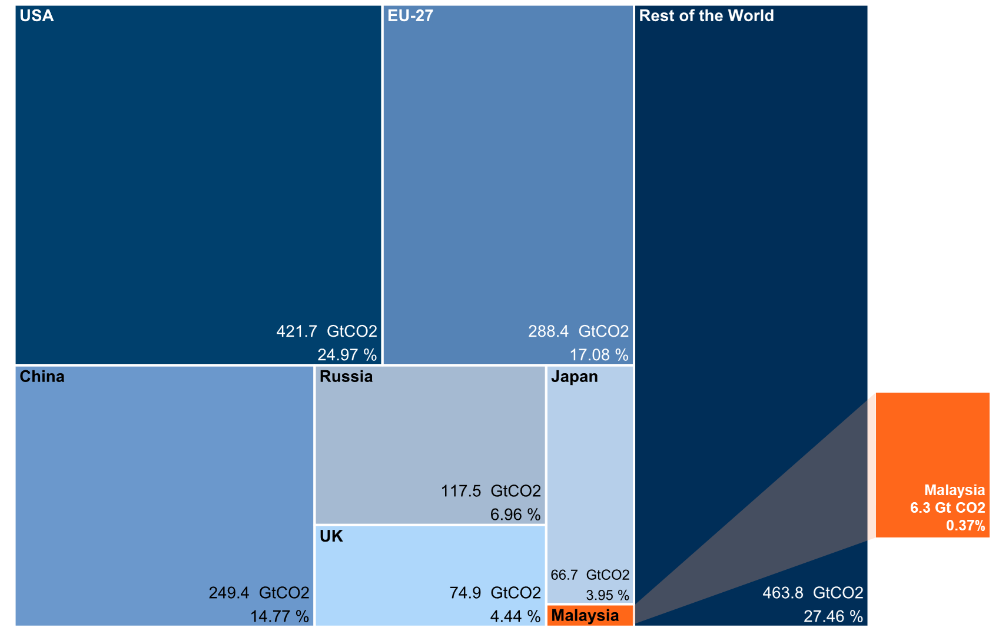 USA
421.7 GtCO2
24.97 %
EU-27
288.4 GtCO2
17.08 %
Rest of the World
463.8 GtCO2
27.46 %
China
249.4 GtCO2
14.77 %
Russia
117.5 GtCO2
6.96 %
UK
74.9 GtCO2
4.44 %
Japan
66.7 GtCO2
3.95 %
Malaysia
Malaysia
6.3 Gt CO2
0.37%